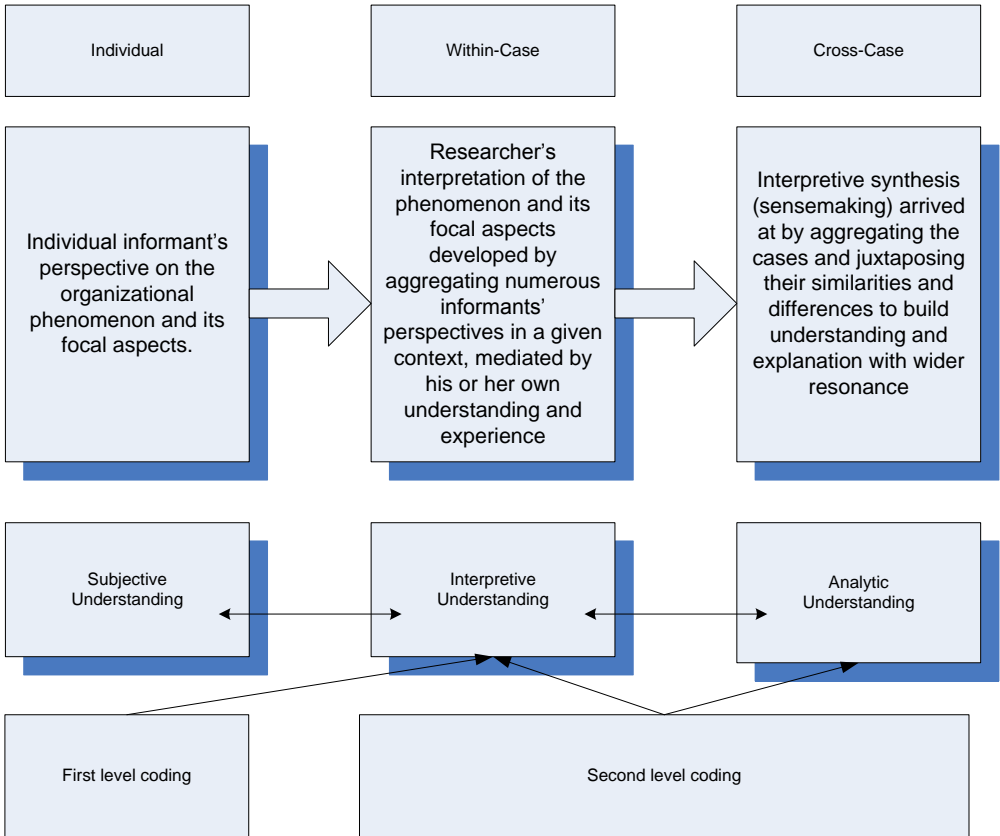 Individual
Within-Case
Cross-Case
Individual informant's
perspective on the
organizational
phenomenon and its
focal aspects.
Researcher's
interpretation of the
phenomenon and its
focal aspects
developed by
aggregating numerous
informants'
perspectives in a given
context, mediated by
his or her own
understanding and
experience
Interpretive synthesis
(sensemaking) arrived
at by aggregating the
cases and juxtaposing
their similarities and
differences to build
understanding and
explanation with wider
resonance
Subjective
Understanding
Interpretive
Understanding
Analytic
Understanding
First level coding
Second level coding